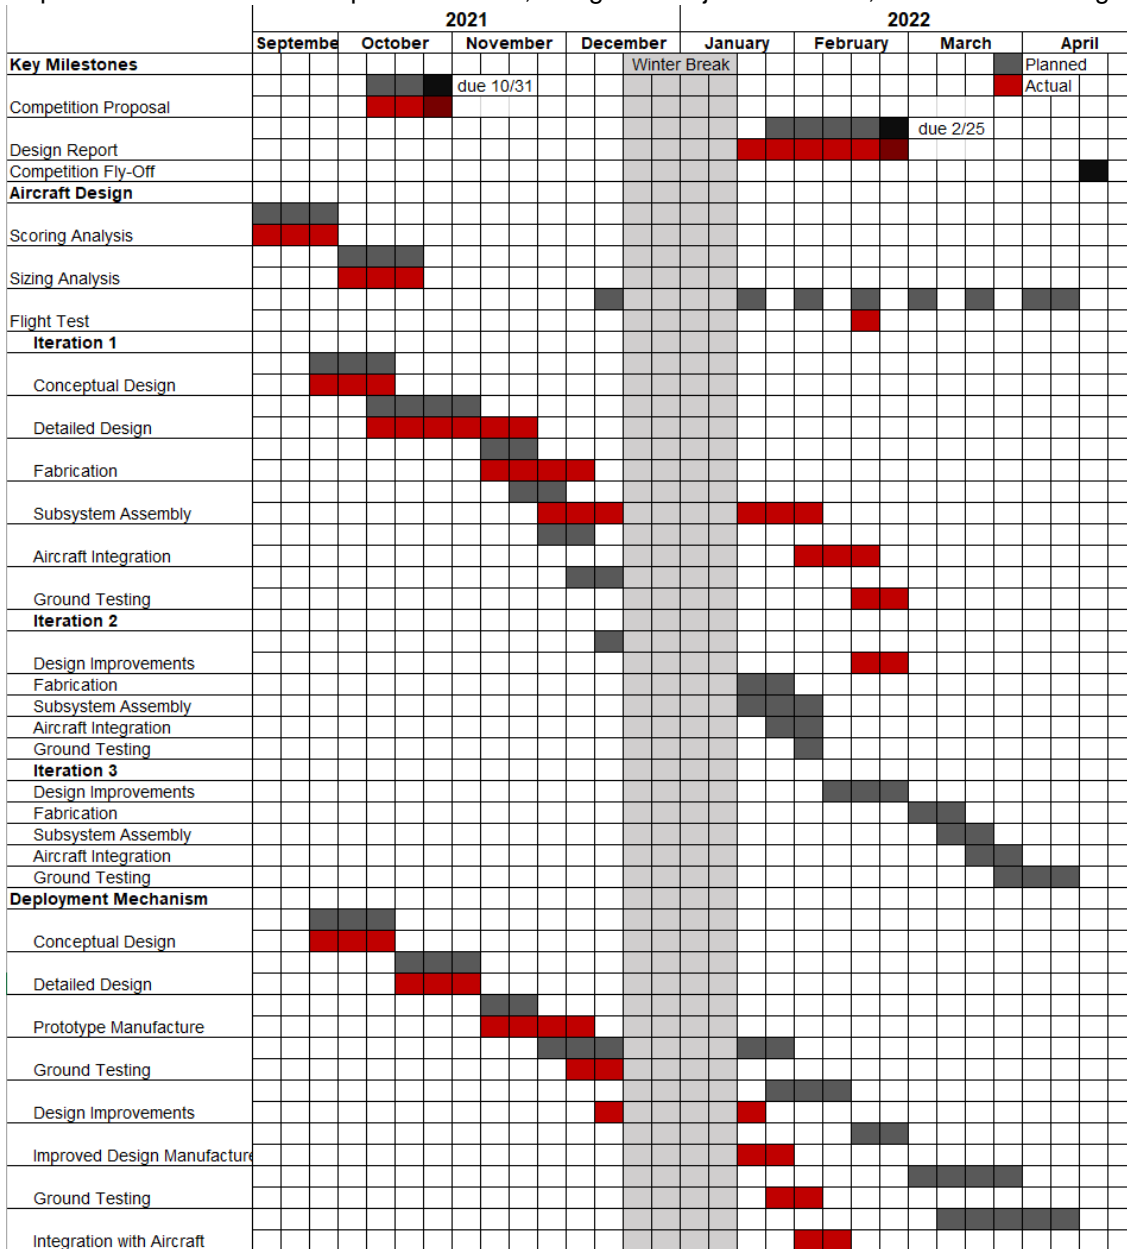 2021 2022
Septembe October November December January February March April
Key Milestones Winter Break Planned
due 10/31 Actual
Competition Proposal
due 2/25
Design Report
Competition Fly-Off
Aircraft Design
Scoring Analysis
Sizing Analysis
Flight Test
Iteration 1
Conceptual Design
Detailed Design
Fabrication
Subsystem Assembly
Aircraft Integration
Ground Testing
Iteration 2
Design Improvements
Fabrication
Subsystem Assembly
Aircraft Integration
Ground Testing
Iteration 3
Design Improvements
Fabrication
Subsystem Assembly
Aircraft Integration
Ground Testing
Deployment Mechanism
Conceptual Design
Detailed Design
Prototype Manufacture
Ground Testing
Design Improvements
Improved Design Manufacture
Ground Testing
Integration with Aircraft